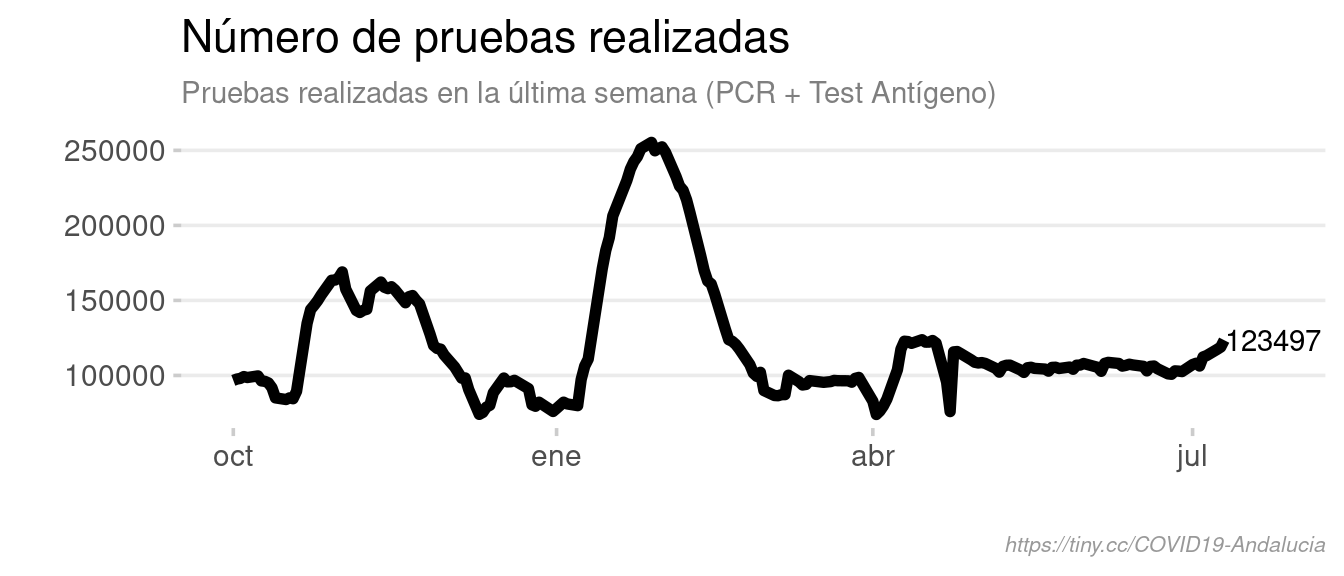 Número de pruebas realizadas
Pruebas realizadas en la última semana (PCR + Test Antígeno)
250000
200000
150000
100000
123497
oct
ene
abr
jul
https://tiny.cc/COVID19-Andalucia